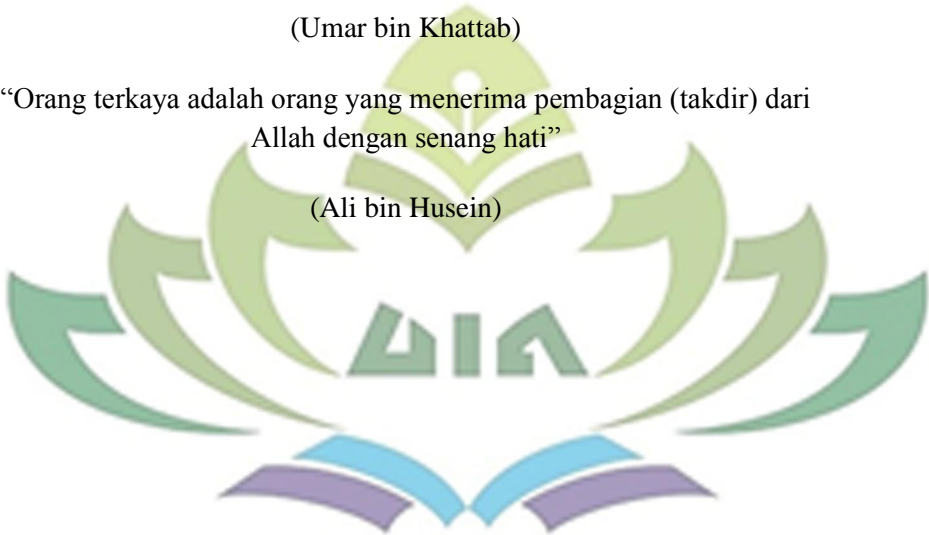 (Umar bin Khattab)
“Orang terkaya adalah orang yang menerima pembagian (takdir) dari
Allah dengan senang hati”
(Ali bin Husein)
UIN